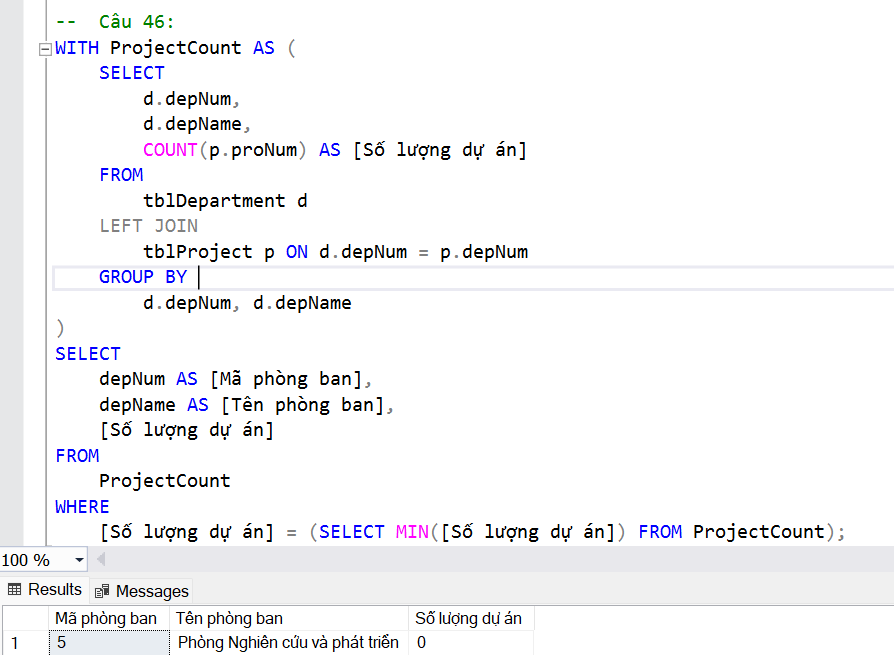 -- Câu 46:
WITH ProjectCount AS (
SELECT
d.depNum,
d.depName,
COUNT(p.proNum) AS [Số lượng dự án]
FROM
tblDepartment d
LEFT JOIN
tblProject p ON d.depNum = p.depNum
GROUP BY
d.depNum, d.depName
)
SELECT
depNum AS [Mã phòng ban],
depName AS [Tên phòng ban],
[Số lượng dự án]
FROM
ProjectCount
WHERE
[Số lượng dự án] = (SELECT MIN([Số lượng dự án]) FROM ProjectCount);
100 %
Results Messages
Mã phòng ban Tên phòng ban Số lượng dự án
1 5 Phòng Nghiên cứu và phát triển 0